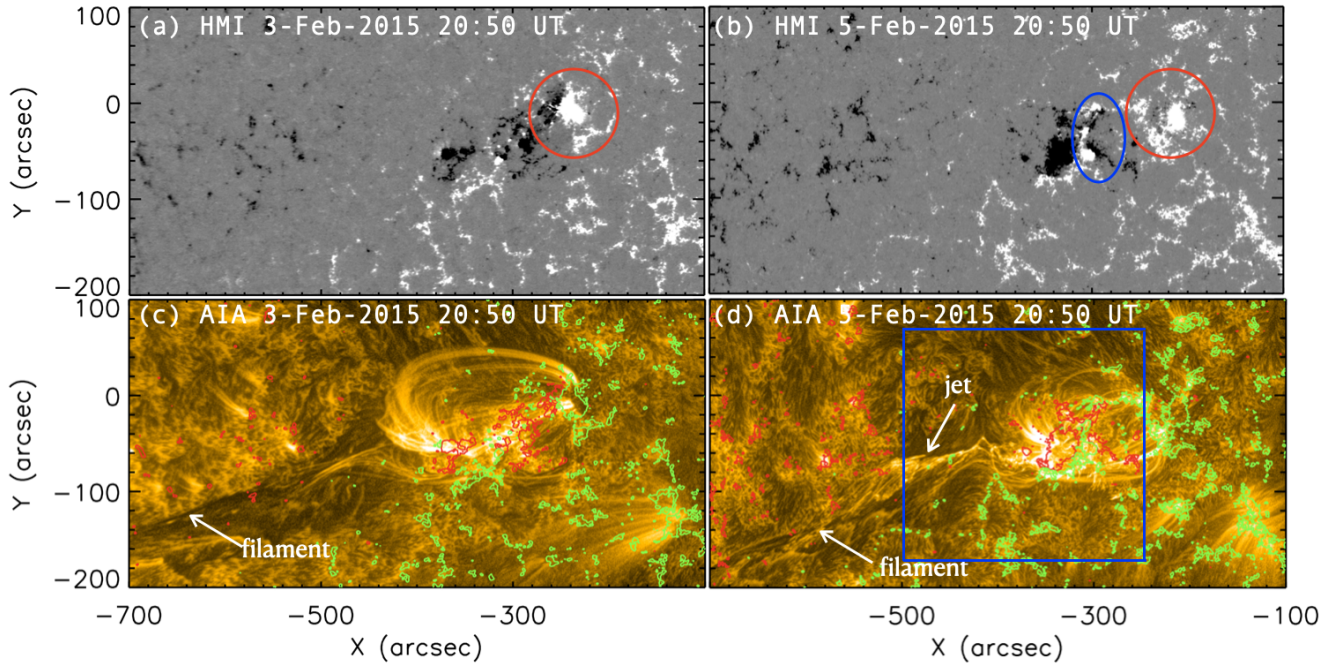 (a) HMI 3-Feb-2015 20:50 UT
(b) HMI 5-Feb-2015 20:50 UT
100
0
−100
−200
Y (arcsec)
(c) AIA 3-Feb-2015 20:50 UT
(d) AIA 5-Feb-2015 20:50 UT
100
0
−100
−200
Y (arcsec)
jet
filament
filament
−700
−500
−300
−500
−300
−100
X (arcsec)
X (arcsec)